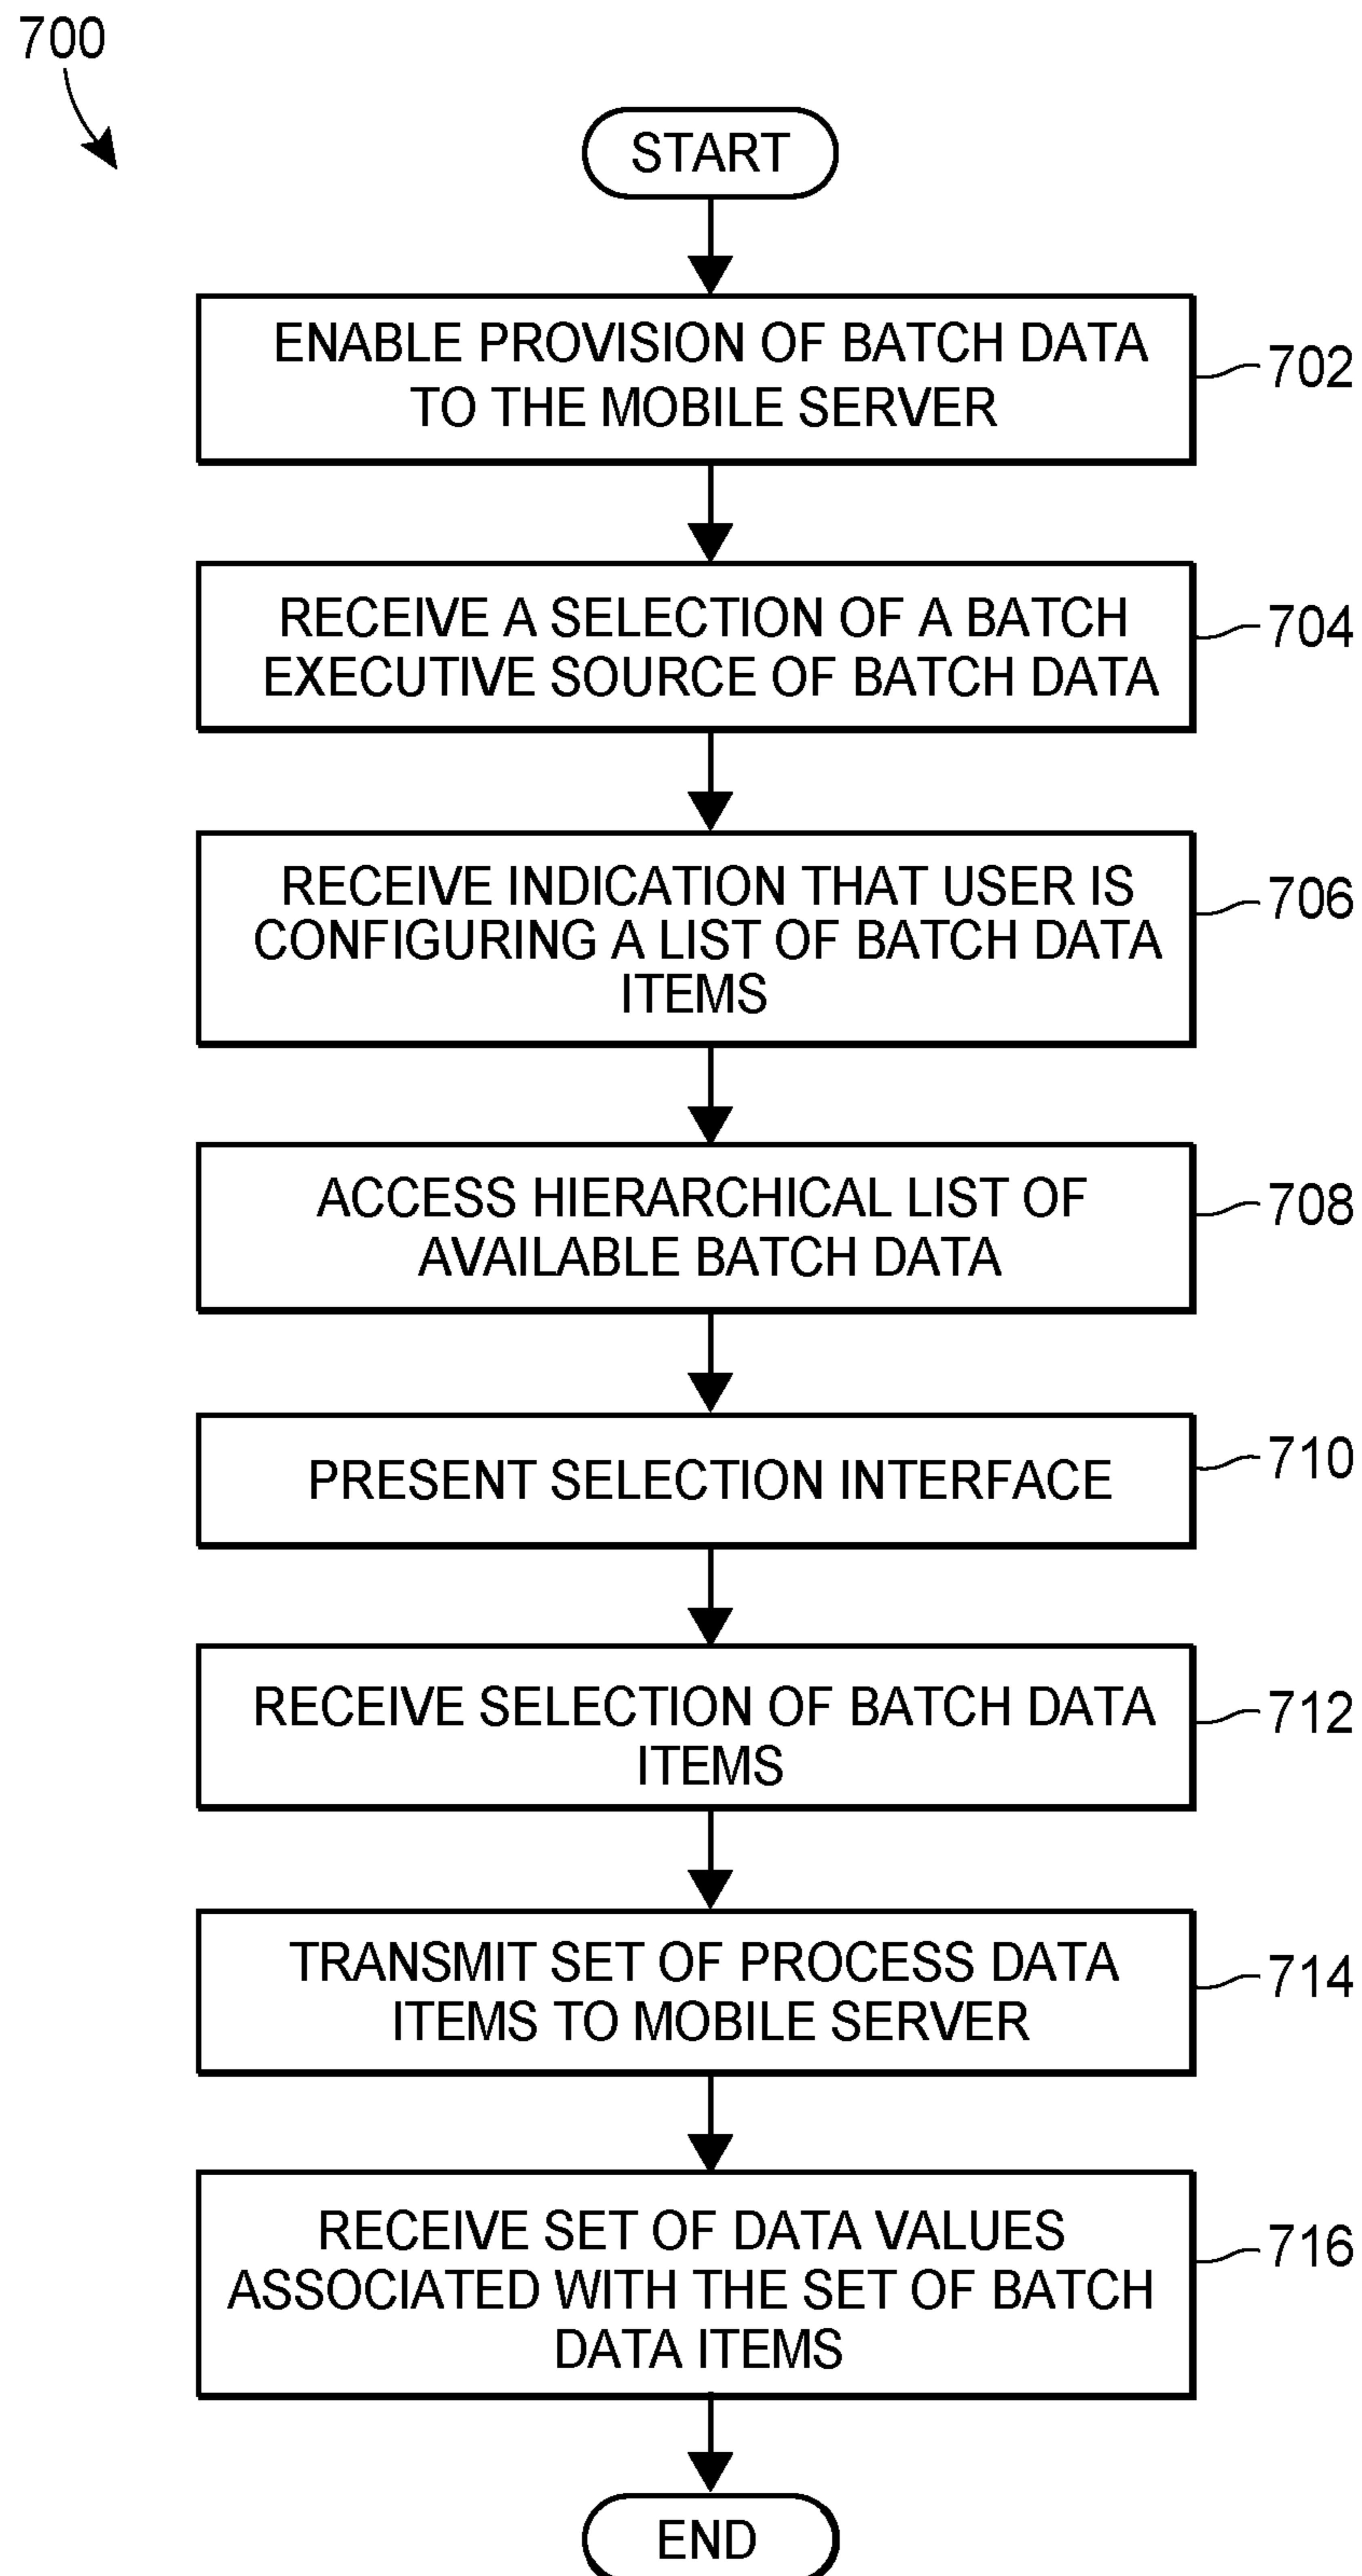 700
START
ENABLE PROVISION OF BATCH DATA
TO THE MOBILE SERVER
702
RECEIVE A SELECTION OF A BATCH
EXECUTIVE SOURCE OF BATCH DATA
704
RECEIVE INDICATION THAT USER IS
CONFIGURING A LIST OF BATCH DATA
ITEMS
706
ACCESS HIERARCHICAL LIST OF
AVAILABLE BATCH DATA
708
PRESENT SELECTION INTERFACE
710
RECEIVE SELECTION OF BATCH DATA
ITEMS
712
TRANSMIT SET OF PROCESS DATA
ITEMS TO MOBILE SERVER
714
RECEIVE SET OF DATA VALUES
ASSOCIATED WITH THE SET OF BATCH
DATA ITEMS
716
END